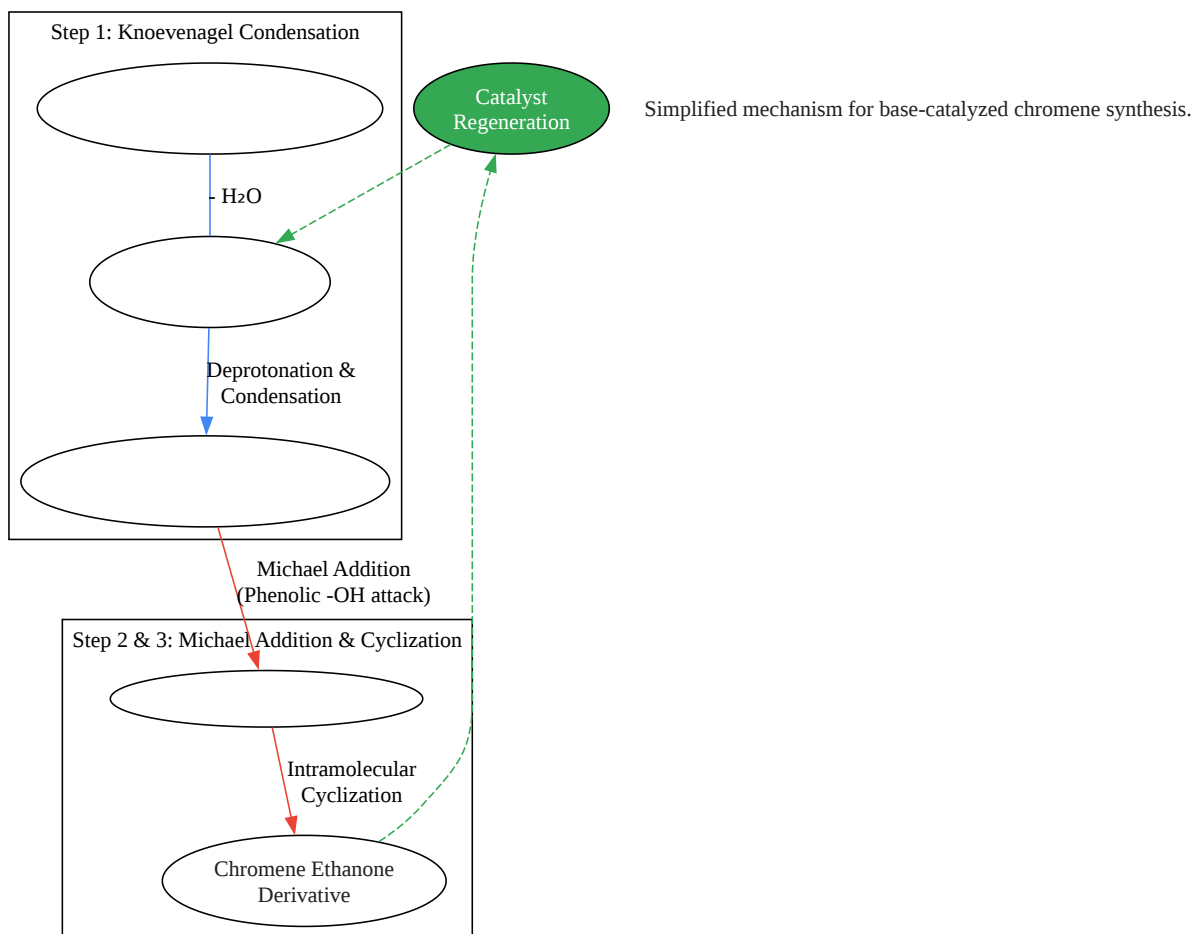 Step 1: Knoevenagel Condensation
Catalyst
Regeneration
Simplified mechanism for base-catalyzed chromene synthesis.
- H₂O
Deprotonation &
Condensation
Michael Addition
(Phenolic -OH attack)
Step 2 & 3: Michael Addition & Cyclization
Intramolecular
Cyclization
Chromene Ethanone
Derivative